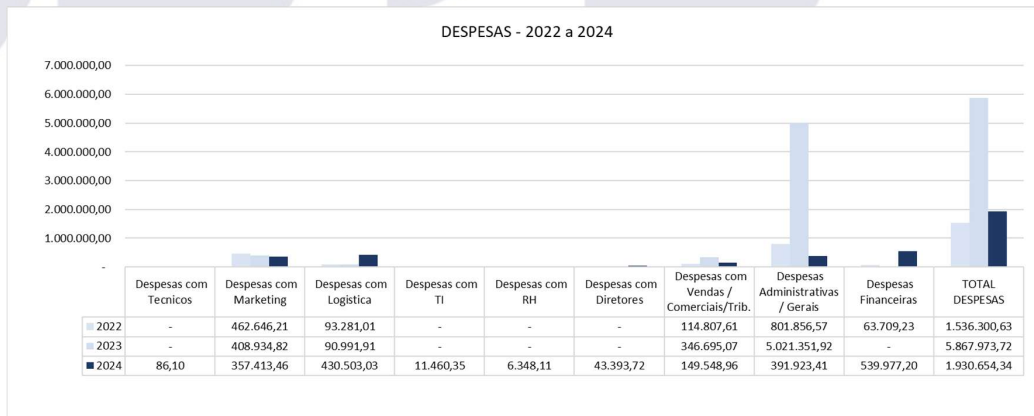 DESPESAS - 2022 a 2024
7.000.000,00
6.000.000,00
5.000.000,00
4.000.000,00
3.000.000,00
2.000.000,00
1.000.000,00
-
Despesas com Tecnicos Despesas com Marketing Despesas com Logistica Despesas com TI Despesas com RH Despesas com Diretores Despesas com Vendas / Comerciais/Trib. Despesas Administrativas / Gerais Despesas Financeiras TOTAL DESPESAS
2022 - 462.646,21 93.281,01 - - - 114.807,61 801.856,57 63.709,23 1.536.300,63
2023 - 408.934,82 90.991,91 - - - 346.695,07 5.021.351,92 - 5.867.973,72
2024 86,10 357.413,46 430.503,03 11.460,35 6.348,11 43.393,72 149.548,96 391.923,41 539.977,20 1.930.654,34